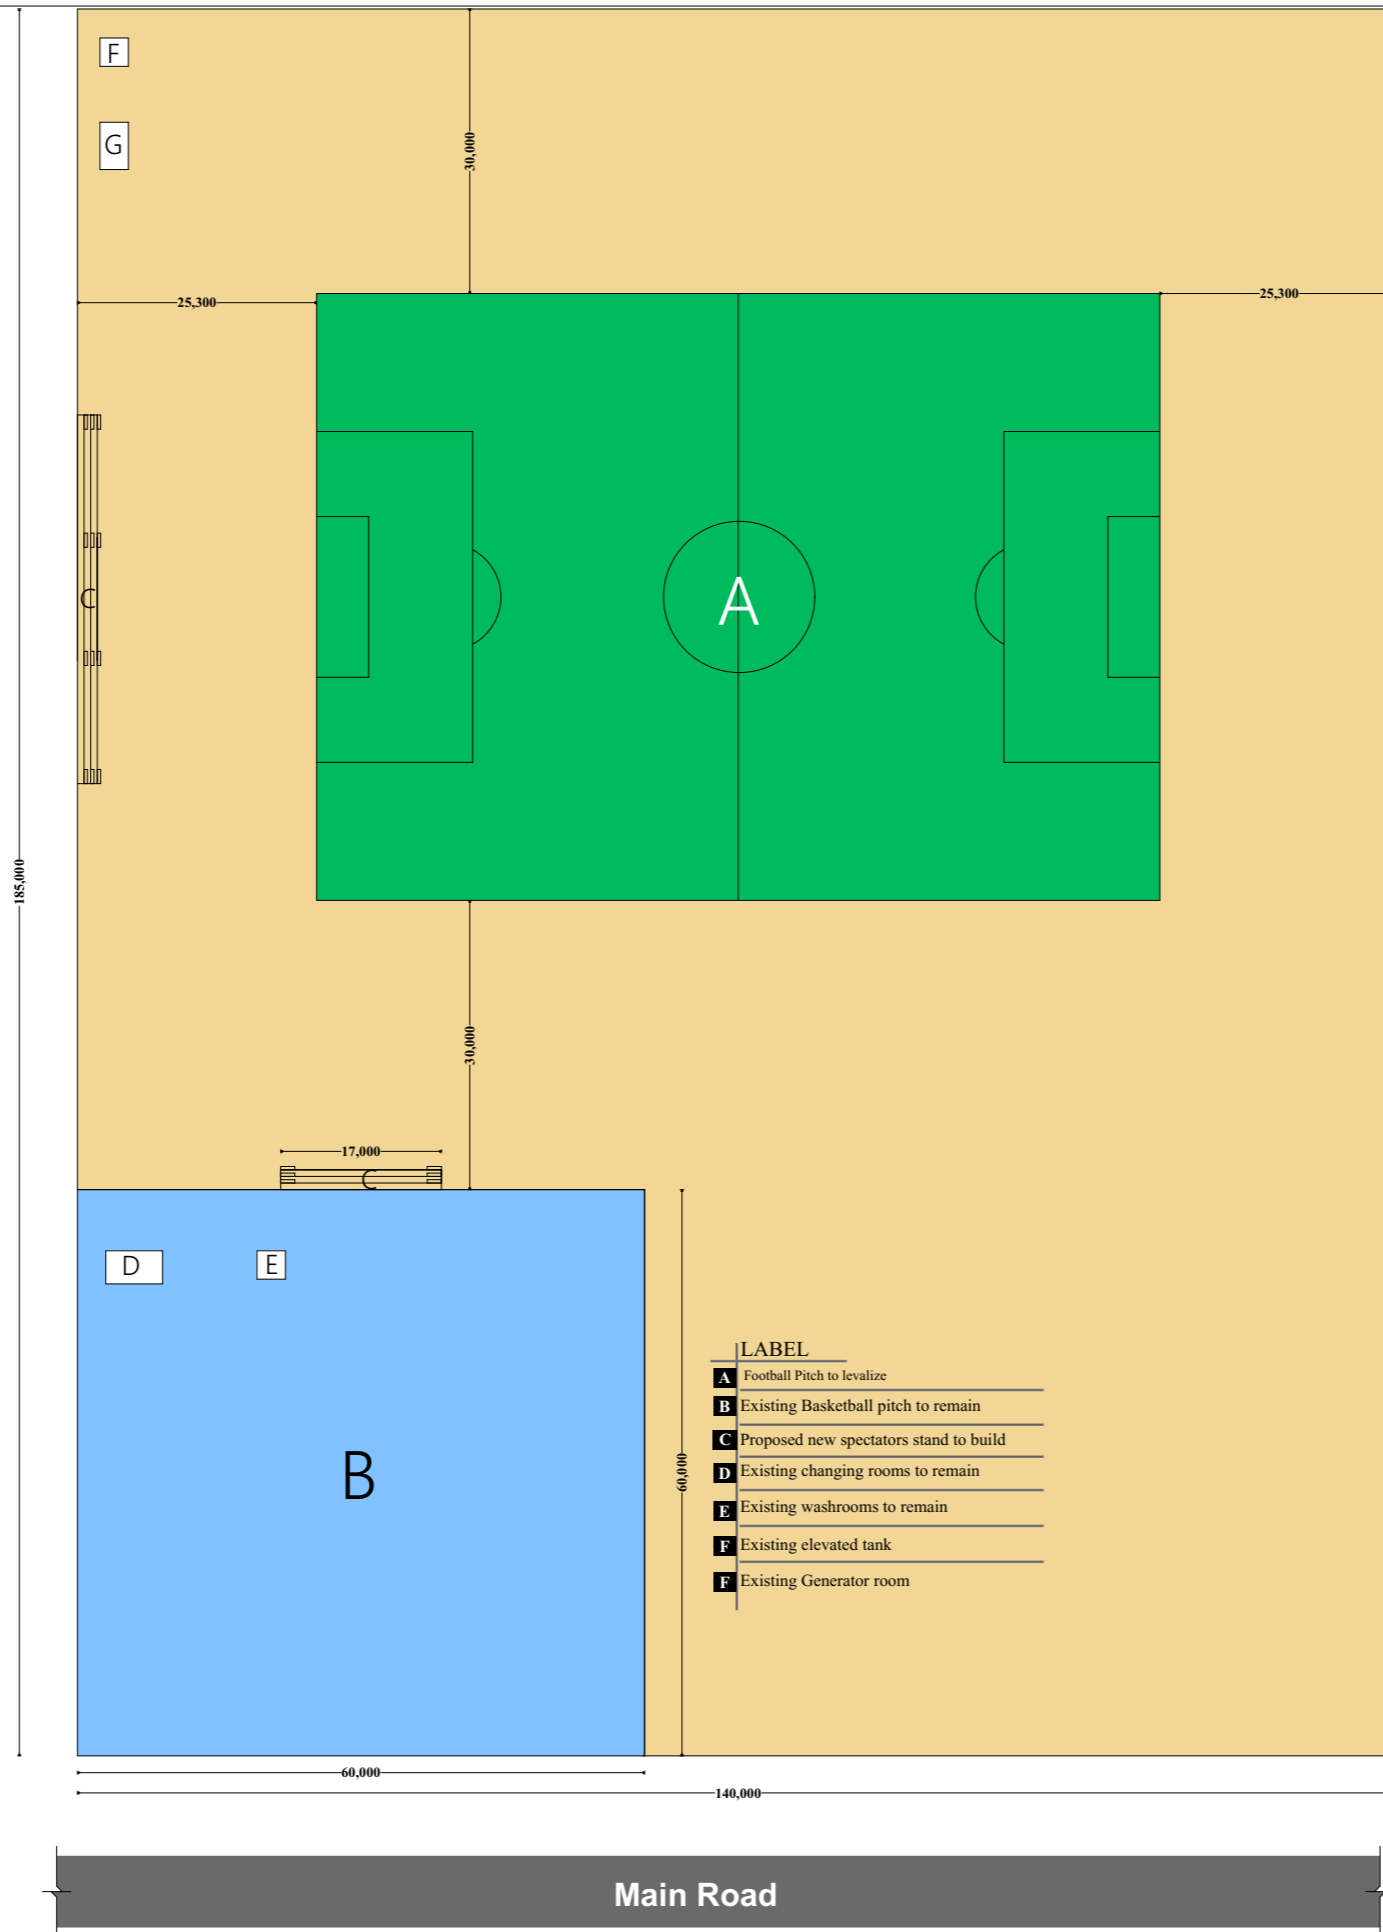 F
30,000
G
25,300
25,300
C
A
185,000
30,000
17,000
C
D
E
B
LABEL
A Football Pitch to levalize
B Existing Basketball pitch to remain
C Proposed new spectators stand to build
D Existing changing rooms to remain
E Existing washrooms to remain
F Existing elevated tank
F Existing Generator room
60,000
60,000
140,000
Main Road